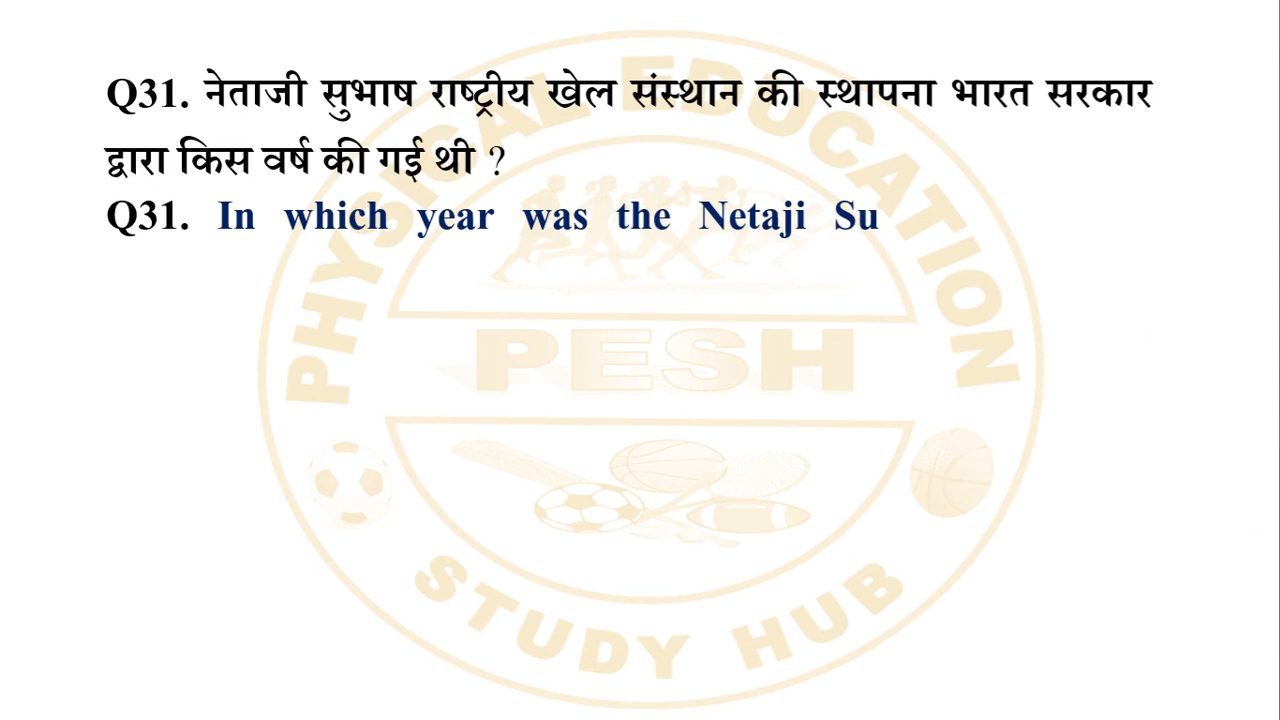 Q31. नेताजी सुभाष राष्ट्रीय खेल संस्थान की स्थापना भारत सरकार
द्वारा किस वर्ष की गई थी ?
Q31. In which year was the Netaji Su
PHYSICAL EDUCATION
PESH
STUDY HUB